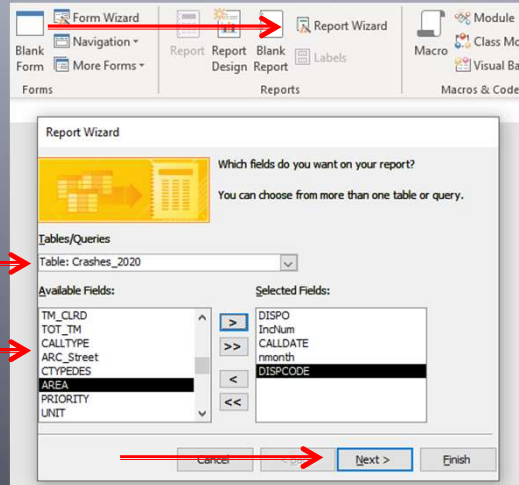 Form Wizard
Navigation
More Forms
Blank
Form
Forms
Report
Report
Design
Blank
Report
Report Wizard
Labels
Reports
Macro
Module
Class Mo
Visual Ba
Macros & Code
Report Wizard
Which fields do you want on your report?
You can choose from more than one table or query.
Tables/Queries
Table: Crashes_2020
Available Fields:
Selected Fields:
TM_CLRD
TOT_TM
CALLTYPE
ARC_Street
CTYPEDES
AREA
PRIORITY
UNIT
>
>>
<
<<
DISPO
IncNum
CALLDATE
nmonth
DISPCODE
Cancel
Next >
Finish